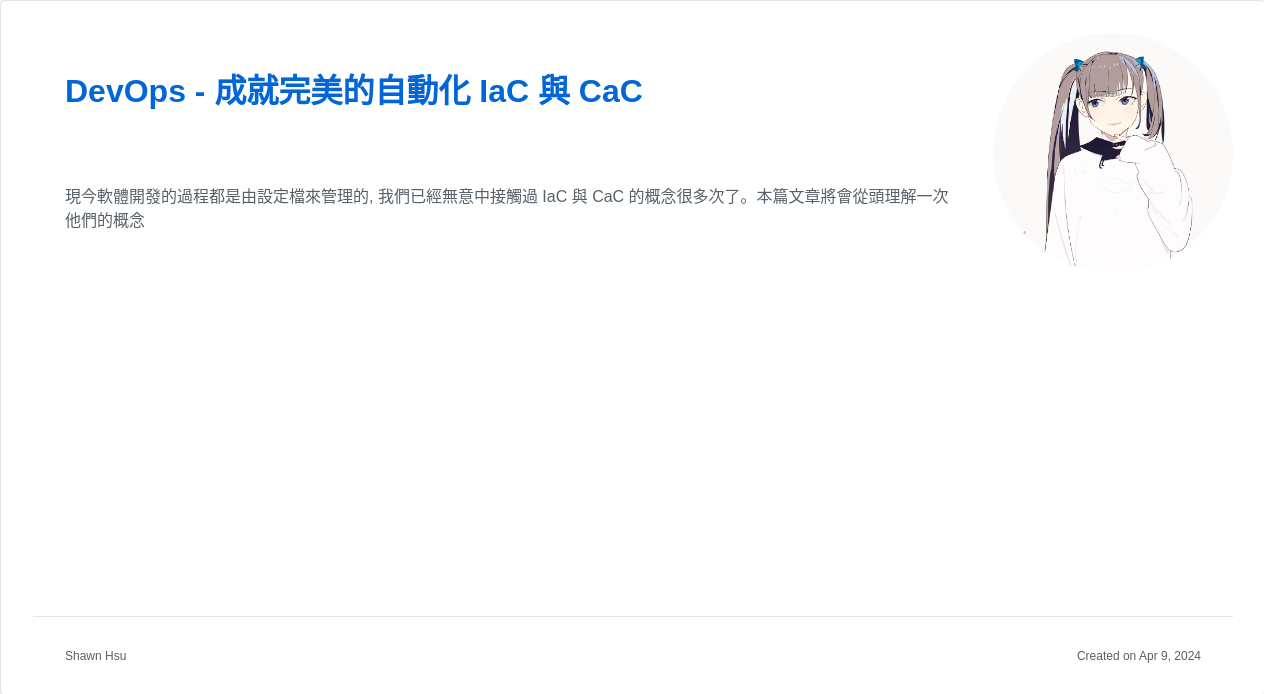 DevOps - 成就完美的自動化 IaC 與 CaC
現今軟體開發的過程都是由設定檔來管理的, 我們已經無意中接觸過 IaC 與 CaC 的概念很多次了。本篇文章將會從頭理解一次
他們的概念
Shawn Hsu
Created on Apr 9, 2024